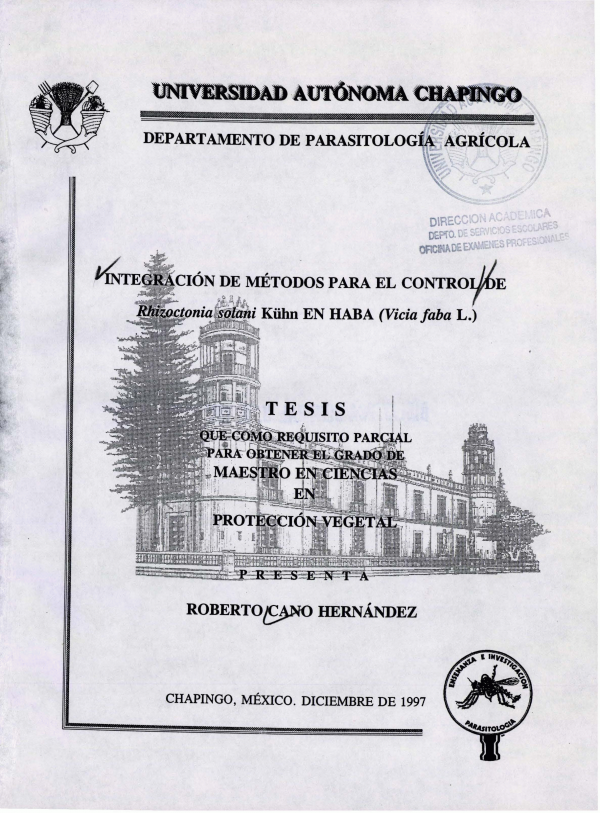 UNIVERSIDAD AUTÓNOMA CHAPINGO
DEPARTAMENTO DE PARASITOLOGÍA AGRÍCOLA
DIRECCION ACADEMICA
DEPTO. DE SERVICIOS ESCOLARES
OFICINA DE EXAMENES PROFESIONALES
INTEGRACIÓN DE MÉTODOS PARA EL CONTROL DE
Rhizoctonia solani Kühn EN HABA (Vicia faba L.)
TESIS
QUE COMO REQUISITO PARCIAL
PARA OBTENER EL GRADO DE
MAESTRO EN CIENCIAS
EN
PROTECCIÓN VEGETAL
PRESENTA
ROBERTO CANO HERNÁNDEZ
CHAPINGO, MÉXICO. DICIEMBRE DE 1997
ENSEÑANZA E INVESTIGACION
PARASITOLOGIA